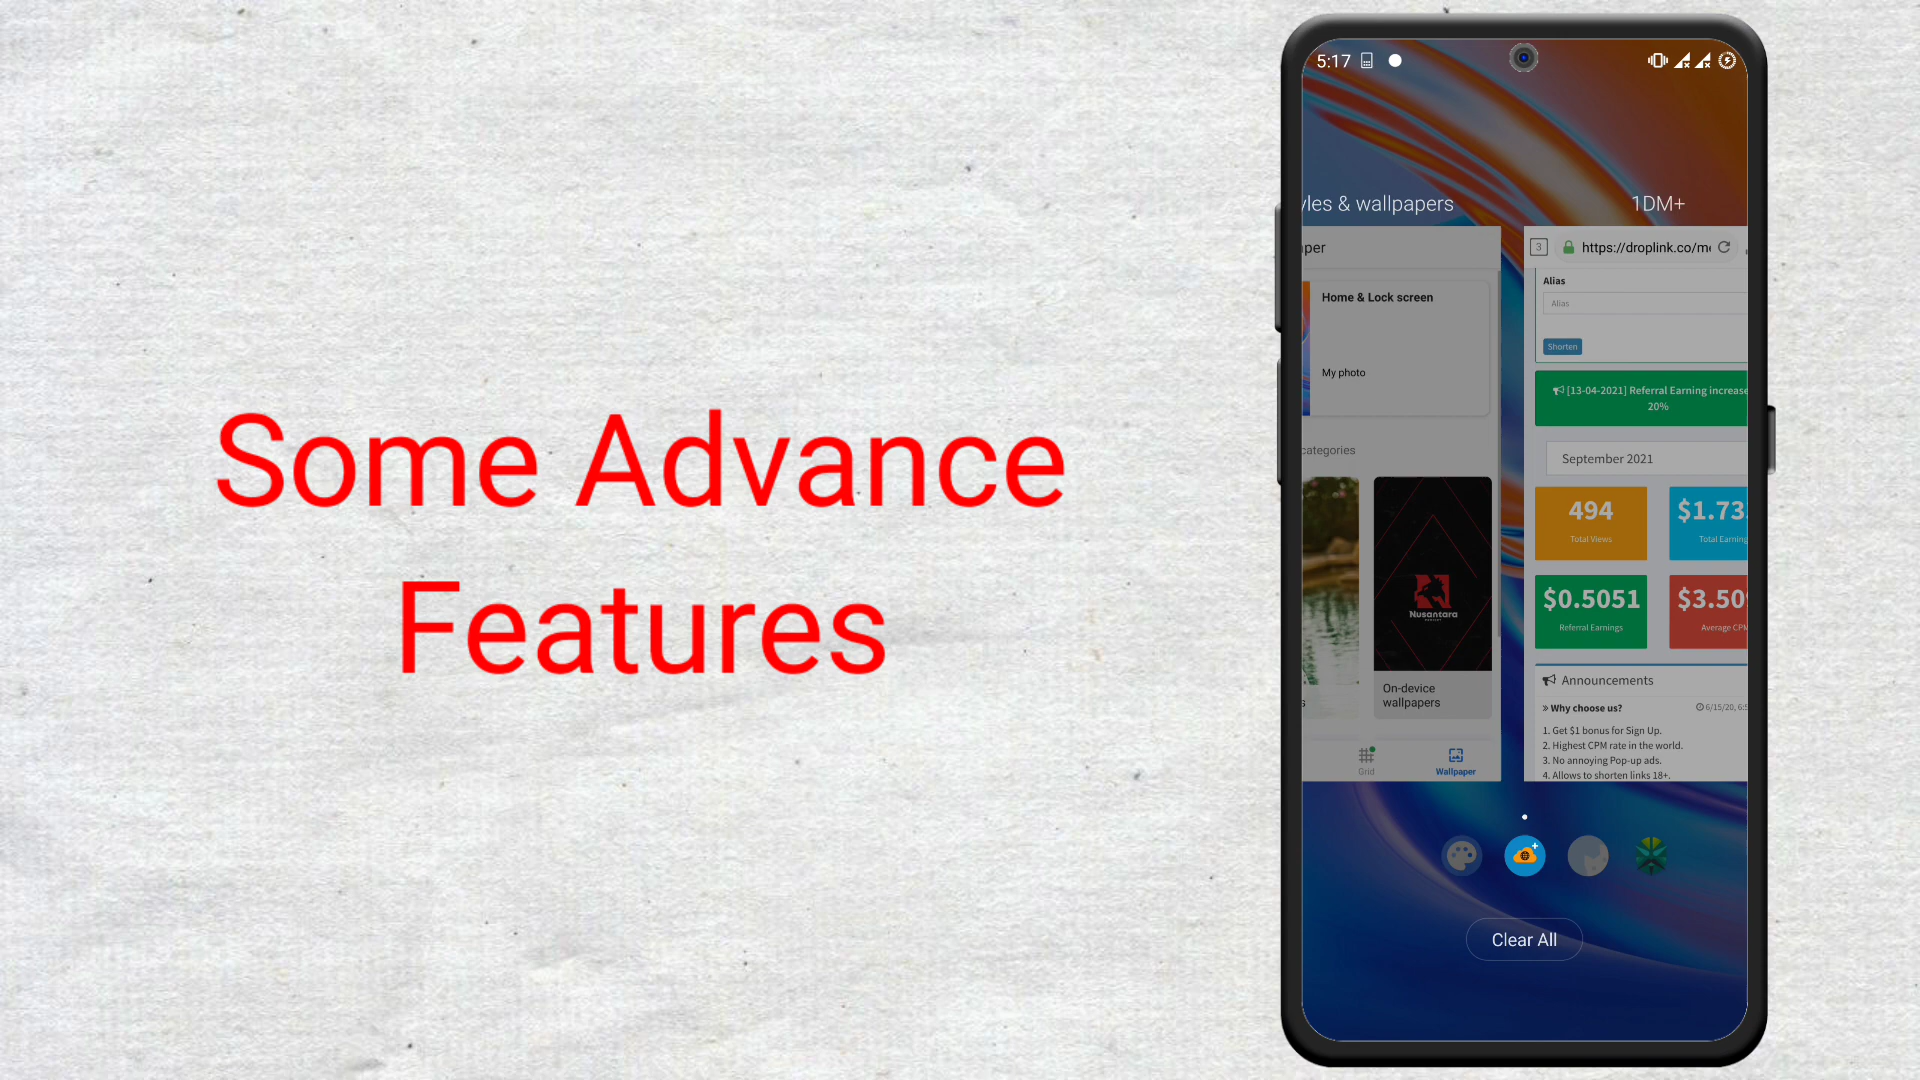 Some Advance
Features
5:17
yles & wallpapers
1DM+
per
Home & Lock screen
My photo
categories
Nusantara
PROJECT
s
On-device
wallpapers
Grid
Wallpaper
3
https://droplink.co/m
Alias
Alias
Shorten
[13-04-2021] Referral Earning increase
20%
September 2021
494
Total Views
$1.73
Total Earning
$0.5051
Referral Earnings
$3.50
Average CPM
Announcements
» Why choose us?
6/15/20, 6:5
1. Get $1 bonus for Sign Up.
2. Highest CPM rate in the world.
3. No annoying Pop-up ads.
4. Allows to shorten links 18+.
Clear All